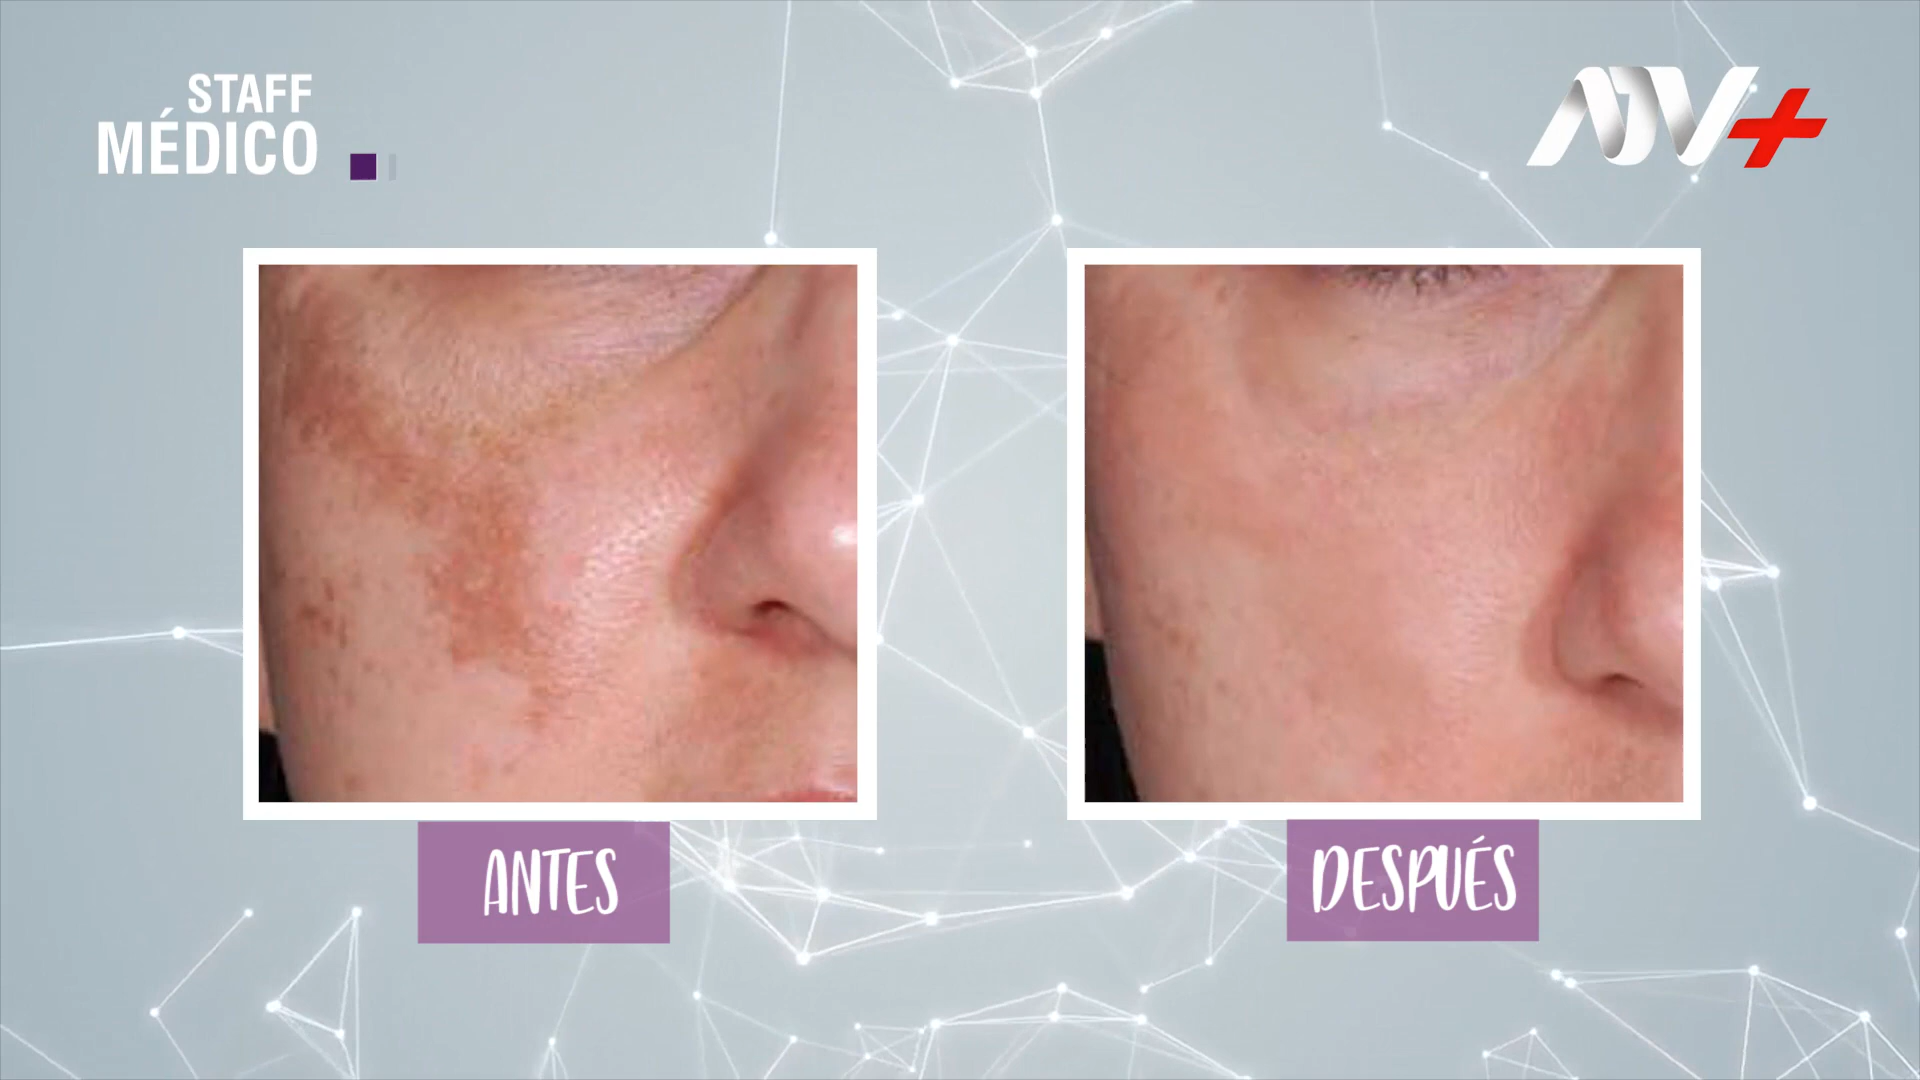 STAFF
MÉDICO
ATV+
ANTES
DESPUÉS